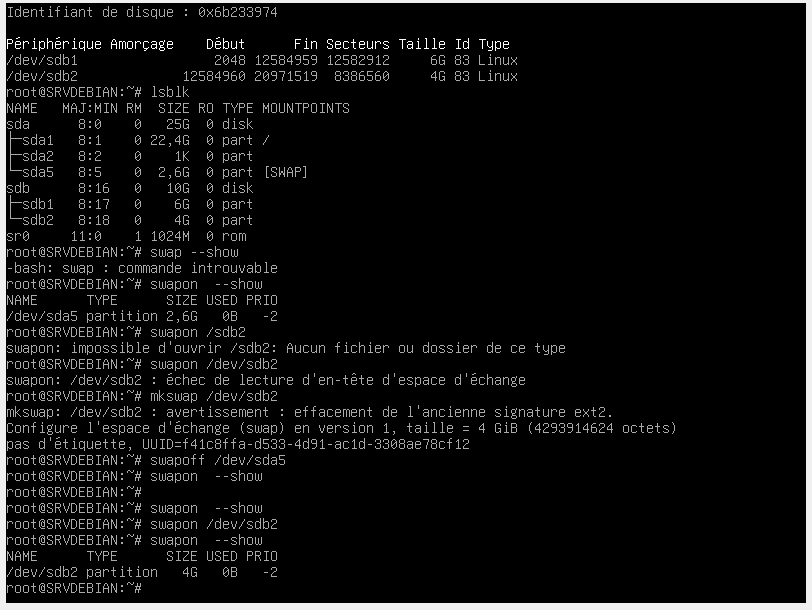 Identifiant de disque : 0x6b233974
Périphérique Amorçage    Début      Fin Secteurs Taille Id Type
/dev/sdb1                 2048 12584959 12582912     6G 83 Linux
/dev/sdb2             12584960 20971519  8386560     4G 83 Linux
root@SRVDEBIAN:~# lsblk
NAME   MAJ:MIN RM  SIZE RO TYPE MOUNTPOINTS
sda      8:0    0   25G  0 disk
├─sda1   8:1    0 22,4G  0 part /
├─sda2   8:2    0    1K  0 part
└─sda5   8:5    0  2,6G  0 part [SWAP]
sdb      8:16   0   10G  0 disk
├─sdb1   8:17   0    6G  0 part
└─sdb2   8:18   0    4G  0 part
sr0     11:0    1 1024M  0 rom
root@SRVDEBIAN:~# swap --show
-bash: swap : commande introuvable
root@SRVDEBIAN:~# swapon  --show
NAME      TYPE      SIZE USED PRIO
/dev/sda5 partition 2,6G   0B   -2
root@SRVDEBIAN:~# swapon /sdb2
swapon: impossible d'ouvrir /sdb2: Aucun fichier ou dossier de ce type
root@SRVDEBIAN:~# swapon /dev/sdb2
swapon: /dev/sdb2 : échec de lecture d'en-tête d'espace d'échange
root@SRVDEBIAN:~# mkswap /dev/sdb2
mkswap: /dev/sdb2 : avertissement : effacement de l'ancienne signature ext2.
Configure l'espace d'échange (swap) en version 1, taille = 4 GiB (4293914624 octets)
pas d'étiquette, UUID=f41c8ffa-d533-4d91-ac1d-3308ae78cf12
root@SRVDEBIAN:~# swapoff /dev/sda5
root@SRVDEBIAN:~# swapon  --show
root@SRVDEBIAN:~#
root@SRVDEBIAN:~# swapon  --show
root@SRVDEBIAN:~# swapon /dev/sdb2
root@SRVDEBIAN:~# swapon  --show
NAME      TYPE      SIZE USED PRIO
/dev/sdb2 partition   4G   0B   -2
root@SRVDEBIAN:~#